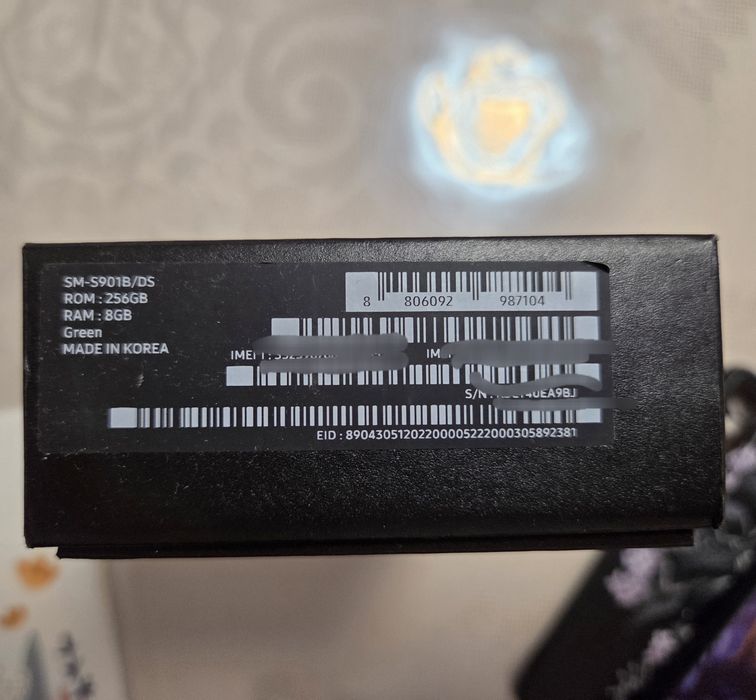 SM-S901B/DS
ROM : 256GB
RAM : 8GB
Green
MADE IN KOREA
8 806092 987104
IMEI
S/N
EID : 89043051202200005222000305892381